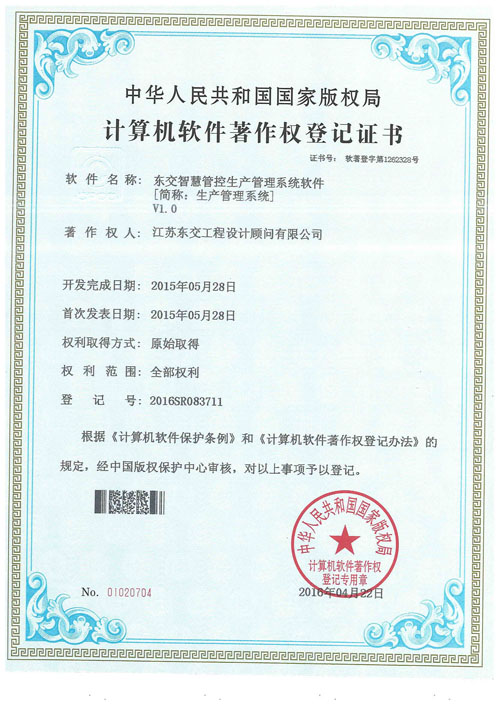 中华人民共和国国家版权局
计算机软件著作权登记证书
证书号： 软著登字第1262328号
软件名称： 东交智慧管控生产管理系统软件
[简称：生产管理系统]
V1.0
著作权人： 江苏东交工程设计顾问有限公司
开发完成日期： 2015年05月28日
首次发表日期： 2015年05月28日
权利取得方式： 原始取得
权利范围： 全部权利
登记号： 2016SR083711
根据《计算机软件保护条例》和《计算机软件著作权登记办法》的
规定，经中国版权保护中心审核，对以上事项予以登记。
中华人民共和国国家版权局
计算机软件著作权
登记专用章
No. 01020704
2016年04月22日